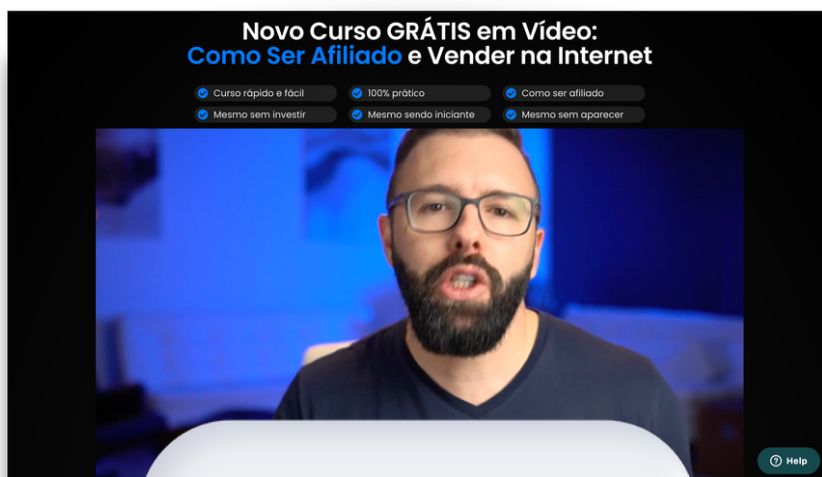 Novo Curso GRÁTIS em Vídeo:
Como Ser Afiliado e Vender na Internet
Curso rápido e fácil
100% prático
Como ser afiliado
Mesmo sem investir
Mesmo sendo iniciante
Mesmo sem aparecer
Help